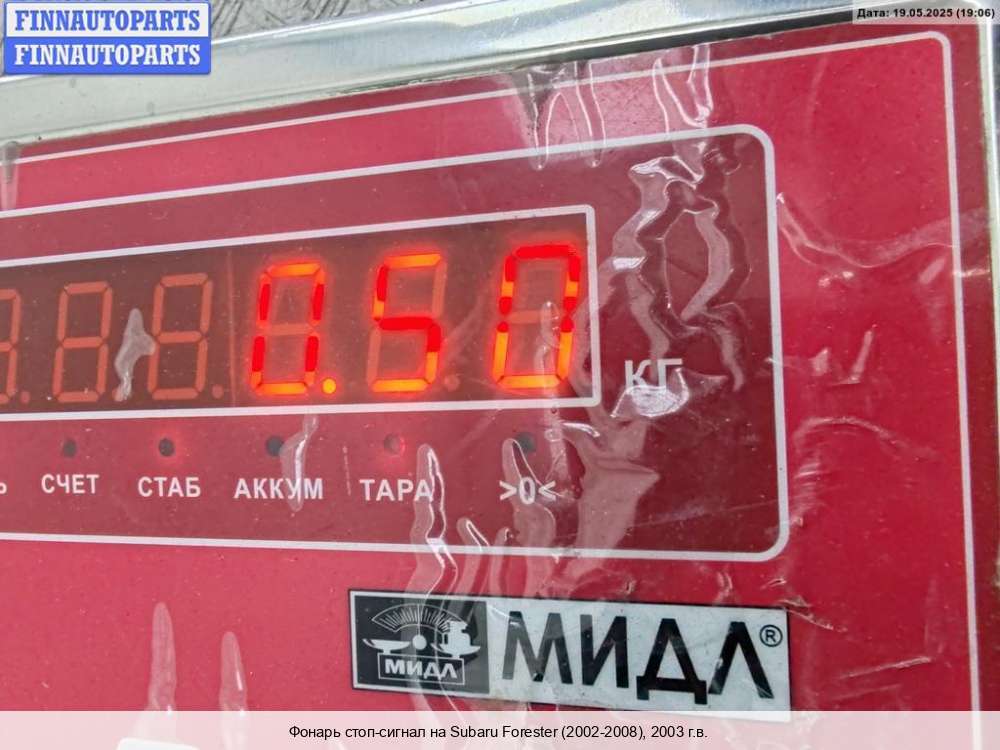 FINNAUTOPARTS
FINNAUTOPARTS
Дата: 19.05.2025 (19:06)
0.50
КГ
СЧЕТ СТАБ АККУМ ТАРА >0<
МИДЛ МИДЛ®
Фонарь стоп-сигнал на Subaru Forester (2002-2008), 2003 г.в.